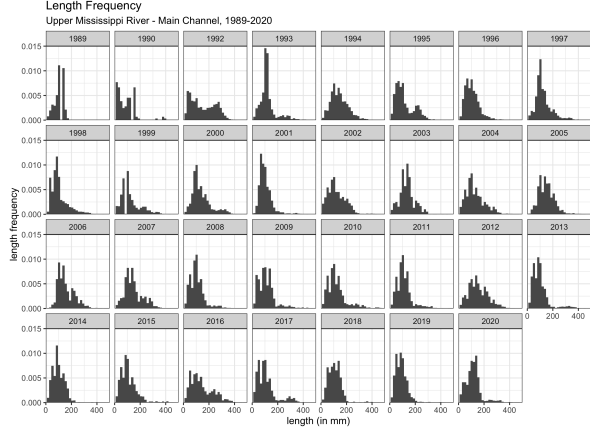 Length Frequency
Upper Mississippi River - Main Channel, 1989-2020
1989 1990 1992 1993 1994 1995 1996 1997
0.015
0.010
0.005
0.000
1998 1999 2000 2001 2002 2003 2004 2005
0.015
0.010
0.005
0.000
length frequency
2006 2007 2008 2009 2010 2011 2012 2013
0.015
0.010
0.005
0.000
0 200 400
2014 2015 2016 2017 2018 2019 2020
0.015
0.010
0.005
0.000
0 200 400 0 200 400 0 200 400 0 200 400 0 200 400 0 200 400 0 200 400
length (in mm)